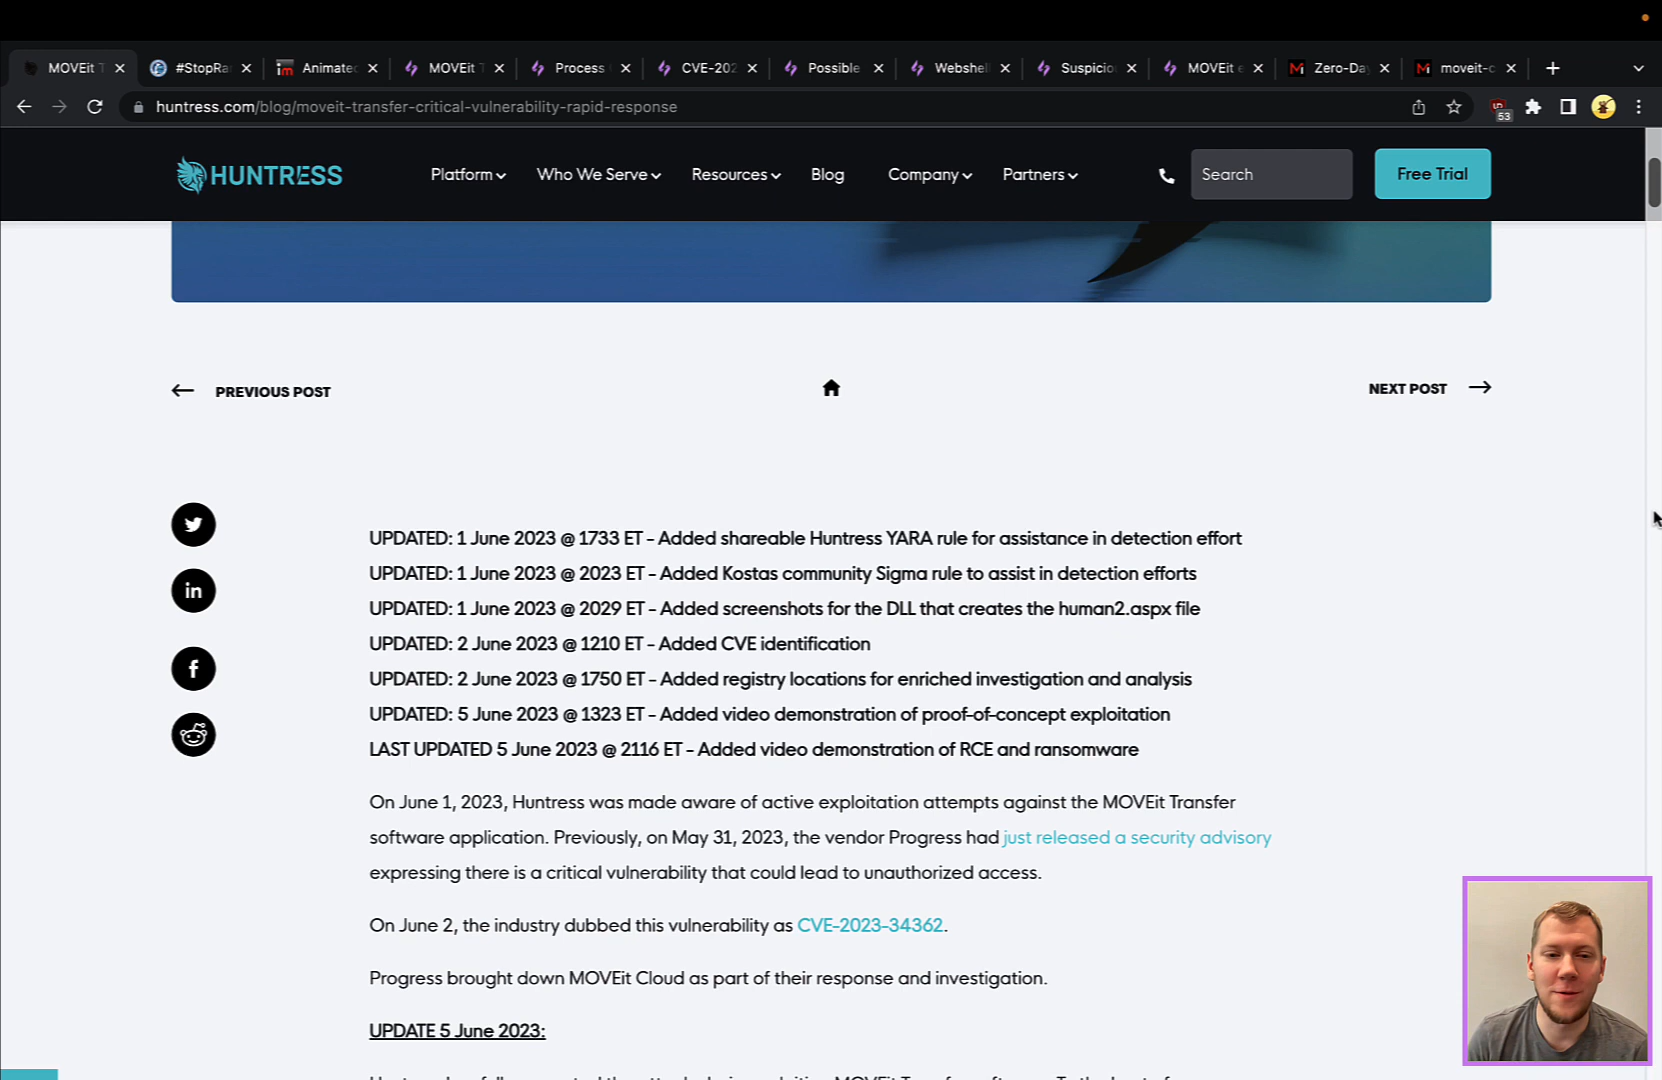 MOVEit T
#StopRa
im
Animated
MOVEit T
Process
CVE-202
Possible
Webshell
Suspicio
MOVEit e
Zero-Day
moveit-c
huntress.com/blog/moveit-transfer-critical-vulnerability-rapid-response
53
HUNTRESS
Platform
Who We Serve
Resources
Blog
Company
Partners
Search
Free Trial
PREVIOUS POST
NEXT POST
UPDATED: 1 June 2023 @ 1733 ET - Added shareable Huntress YARA rule for assistance in detection effort
UPDATED: 1 June 2023 @ 2023 ET - Added Kostas community Sigma rule to assist in detection efforts
UPDATED: 1 June 2023 @ 2029 ET - Added screenshots for the DLL that creates the human2.aspx file
UPDATED: 2 June 2023 @ 1210 ET - Added CVE identification
UPDATED: 2 June 2023 @ 1750 ET - Added registry locations for enriched investigation and analysis
UPDATED: 5 June 2023 @ 1323 ET - Added video demonstration of proof-of-concept exploitation
LAST UPDATED 5 June 2023 @ 2116 ET - Added video demonstration of RCE and ransomware
On June 1, 2023, Huntress was made aware of active exploitation attempts against the MOVEit Transfer
software application. Previously, on May 31, 2023, the vendor Progress had just released a security advisory
expressing there is a critical vulnerability that could lead to unauthorized access.
On June 2, the industry dubbed this vulnerability as CVE-2023-34362.
Progress brought down MOVEit Cloud as part of their response and investigation.
UPDATE 5 June 2023: